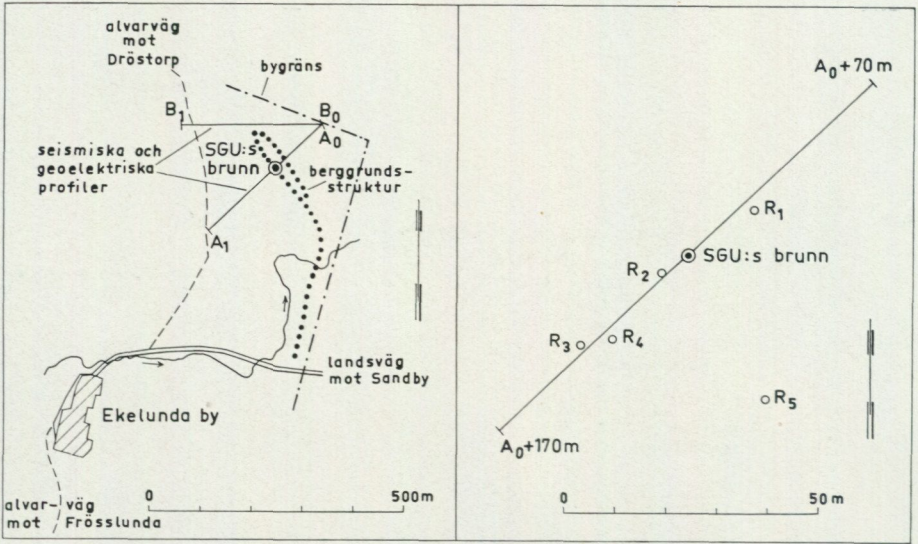 alvarväg
mot
Dröstorp
bygräns
B₁
B₀
A₀
seismiska och
geoelektriska
profiler
SGU:s
brunn
berggrunds-
struktur
A₁
landsväg
mot Sandby
Ekelunda by
0
500m
alvar- väg
mot Frösslunda
A₀+70m
R₁
SGU:s brunn
R₂
R₃
R₄
R₅
A₀+170m
0
50m